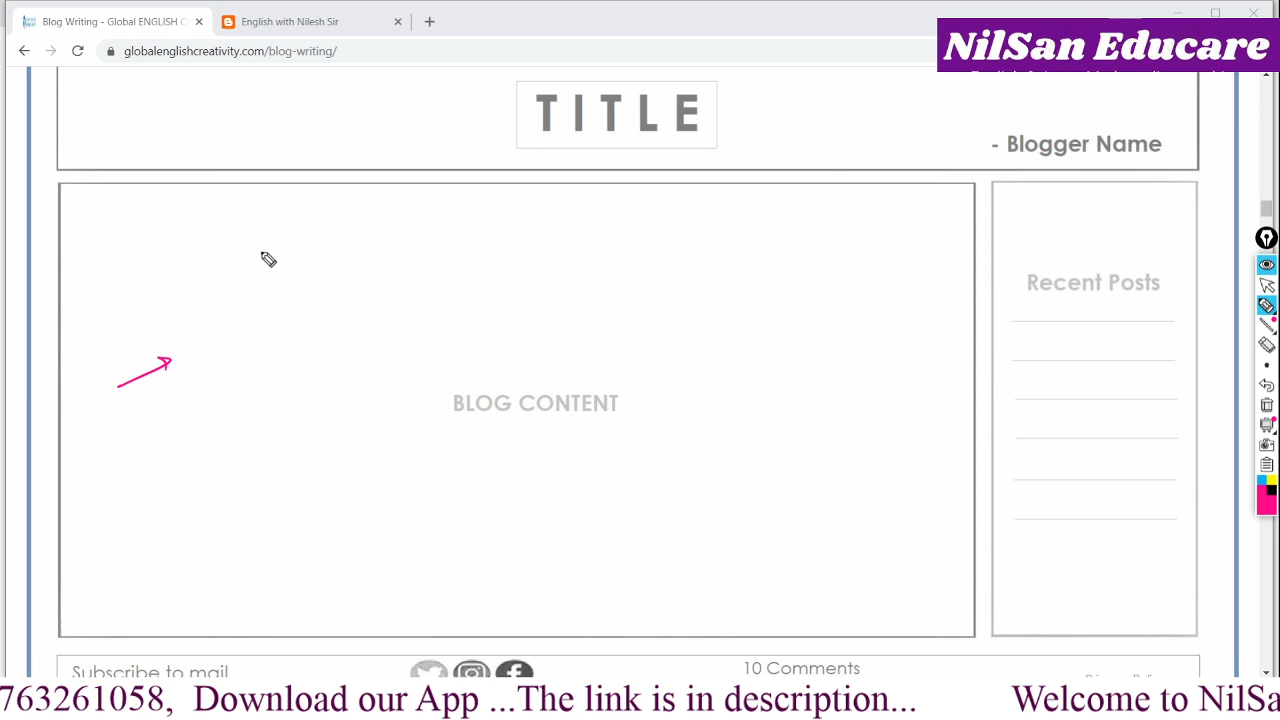 Blog Writing - Global ENGLISH C
English with Nilesh Sir
globalenglishcreativity.com/blog-writing/
NilSan Educare
TITLE
- Blogger Name
Recent Posts
BLOG CONTENT
Subscribe to mail
10 Comments
763261058, Download our App ...The link is in description... Welcome to NilSa